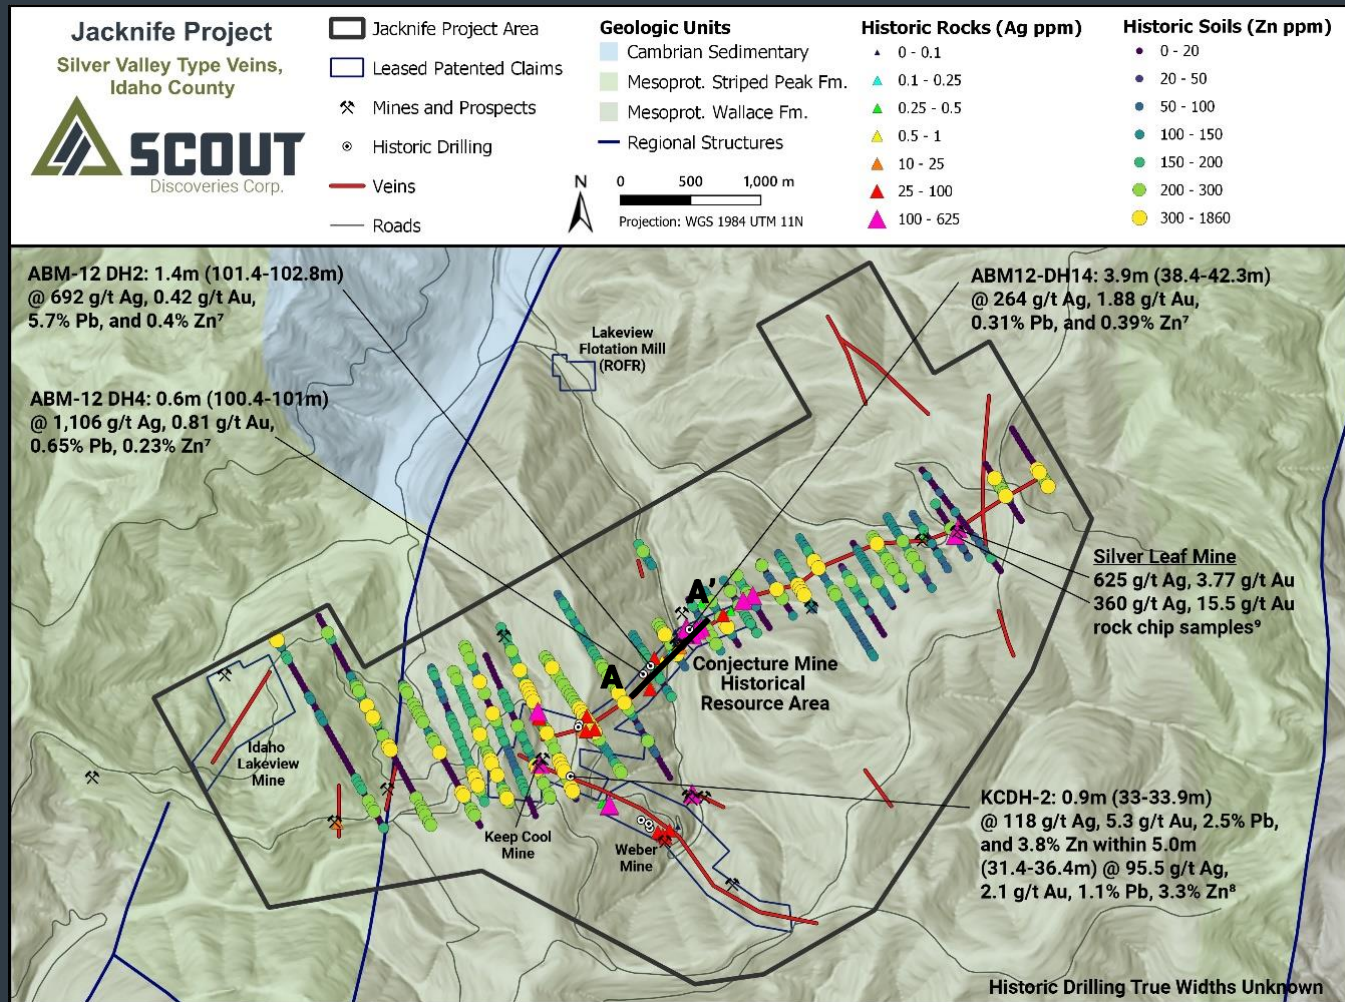 Jacknife Project
Silver Valley Type Veins,
Idaho County
SCOUT
Discoveries Corp.
Jacknife Project Area
Leased Patented Claims
Mines and Prospects
Historic Drilling
Veins
Roads
Geologic Units
Cambrian Sedimentary
Mesoprot. Striped Peak Fm.
Mesoprot. Wallace Fm.
Regional Structures
N
0 500 1,000 m
Projection: WGS 1984 UTM 11N
Historic Rocks (Ag ppm)
0 - 0.1
0.1 - 0.25
0.25 - 0.5
0.5 - 1
10 - 25
25 - 100
100 - 625
Historic Soils (Zn ppm)
0 - 20
20 - 50
50 - 100
100 - 150
150 - 200
200 - 300
300 - 1860
ABM-12 DH2: 1.4m (101.4-102.8m)
@ 692 g/t Ag, 0.42 g/t Au,
5.7% Pb, and 0.4% Zn⁷
ABM-12 DH4: 0.6m (100.4-101m)
@ 1,106 g/t Ag, 0.81 g/t Au,
0.65% Pb, 0.23% Zn⁷
Lakeview
Flotation Mill
(ROFR)
ABM12-DH14: 3.9m (38.4-42.3m)
@ 264 g/t Ag, 1.88 g/t Au,
0.31% Pb, and 0.39% Zn⁷
Silver Leaf Mine
625 g/t Ag, 3.77 g/t Au
360 g/t Ag, 15.5 g/t Au
rock chip samples⁹
A'
A
Conjecture Mine
Historical
Resource Area
Idaho
Lakeview
Mine
Keep Cool
Mine
Weber
Mine
KCDH-2: 0.9m (33-33.9m)
@ 118 g/t Ag, 5.3 g/t Au, 2.5% Pb,
and 3.8% Zn within 5.0m
(31.4-36.4m) @ 95.5 g/t Ag,
2.1 g/t Au, 1.1% Pb, 3.3% Zn⁸
Historic Drilling True Widths Unknown